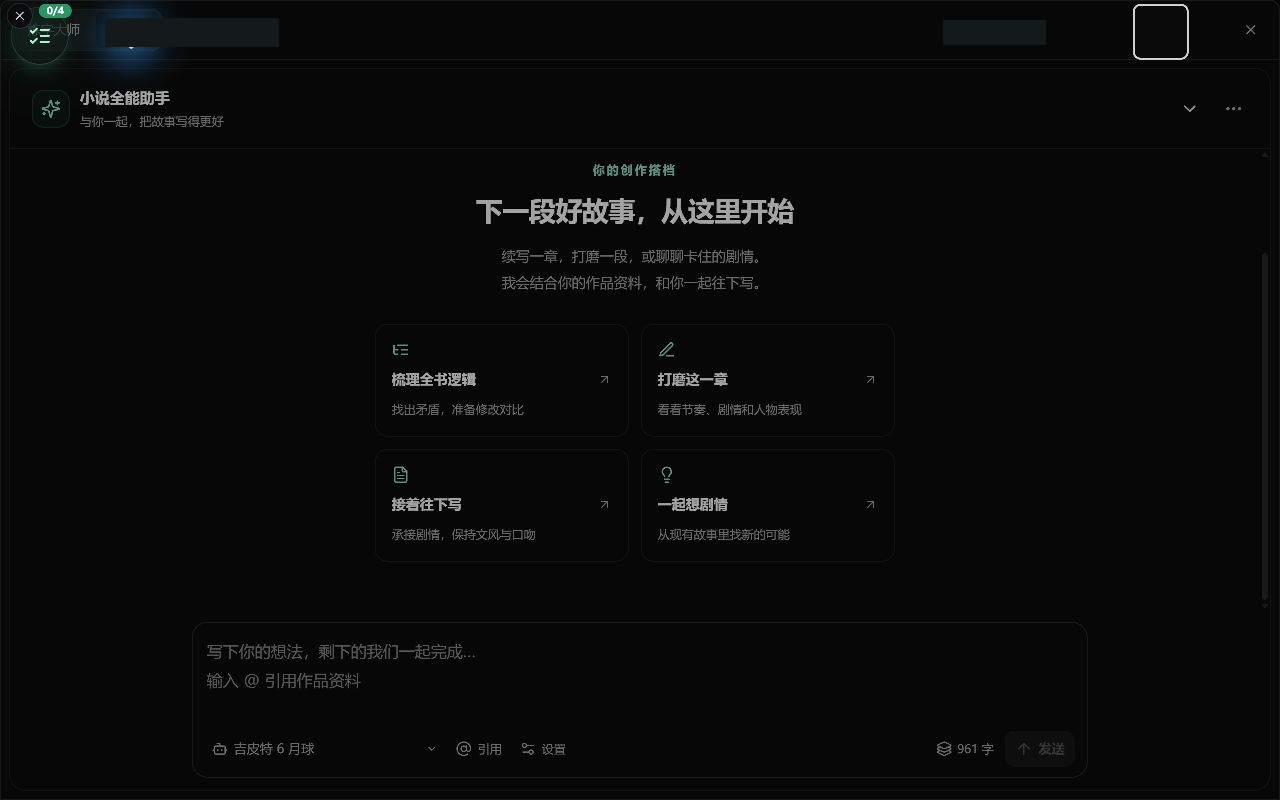 0/4
大师
小说全能助手
与你一起，把故事写得更好
你的创作搭档
下一段好故事，从这里开始
续写一章，打磨一段，或聊聊卡住的剧情。
我会结合你的作品资料，和你一起往下写。
梳理全书逻辑
找出矛盾，准备修改对比
打磨这一章
看看节奏、剧情和人物表现
接着往下写
承接剧情，保持文风与口吻
一起想剧情
从现有故事里找新的可能
写下你的想法，剩下的我们一起完成...
输入 @ 引用作品资料
吉皮特 6 月球
引用
设置
961 字
发送